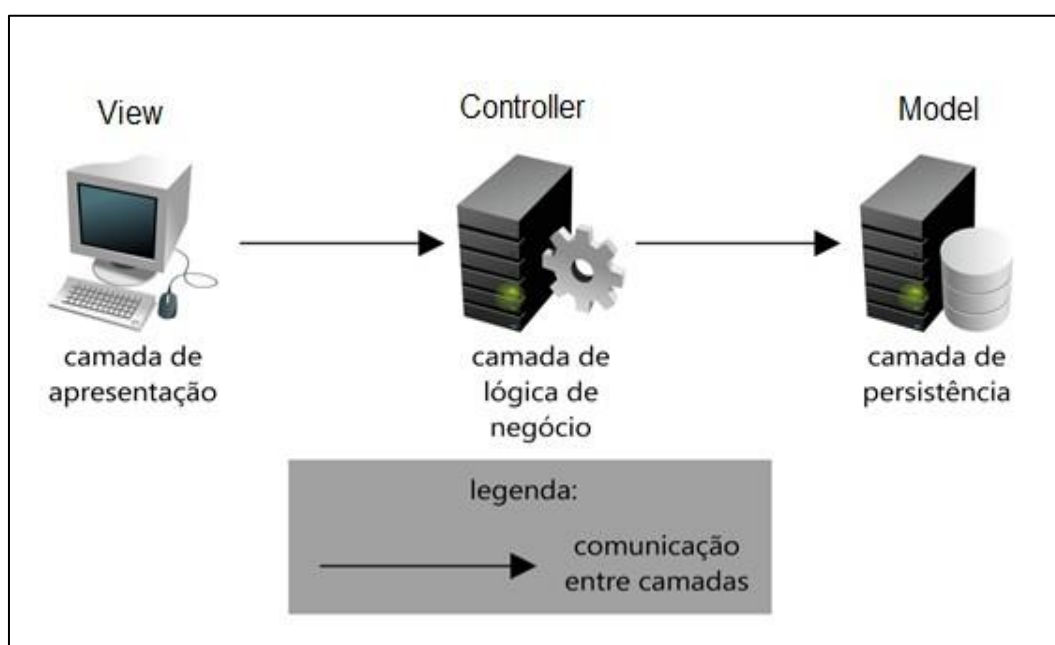 View
Controller
Model
camada de
apresentação
camada de
lógica de
negócio
camada de
persistência
legenda:
comunicação
entre camadas